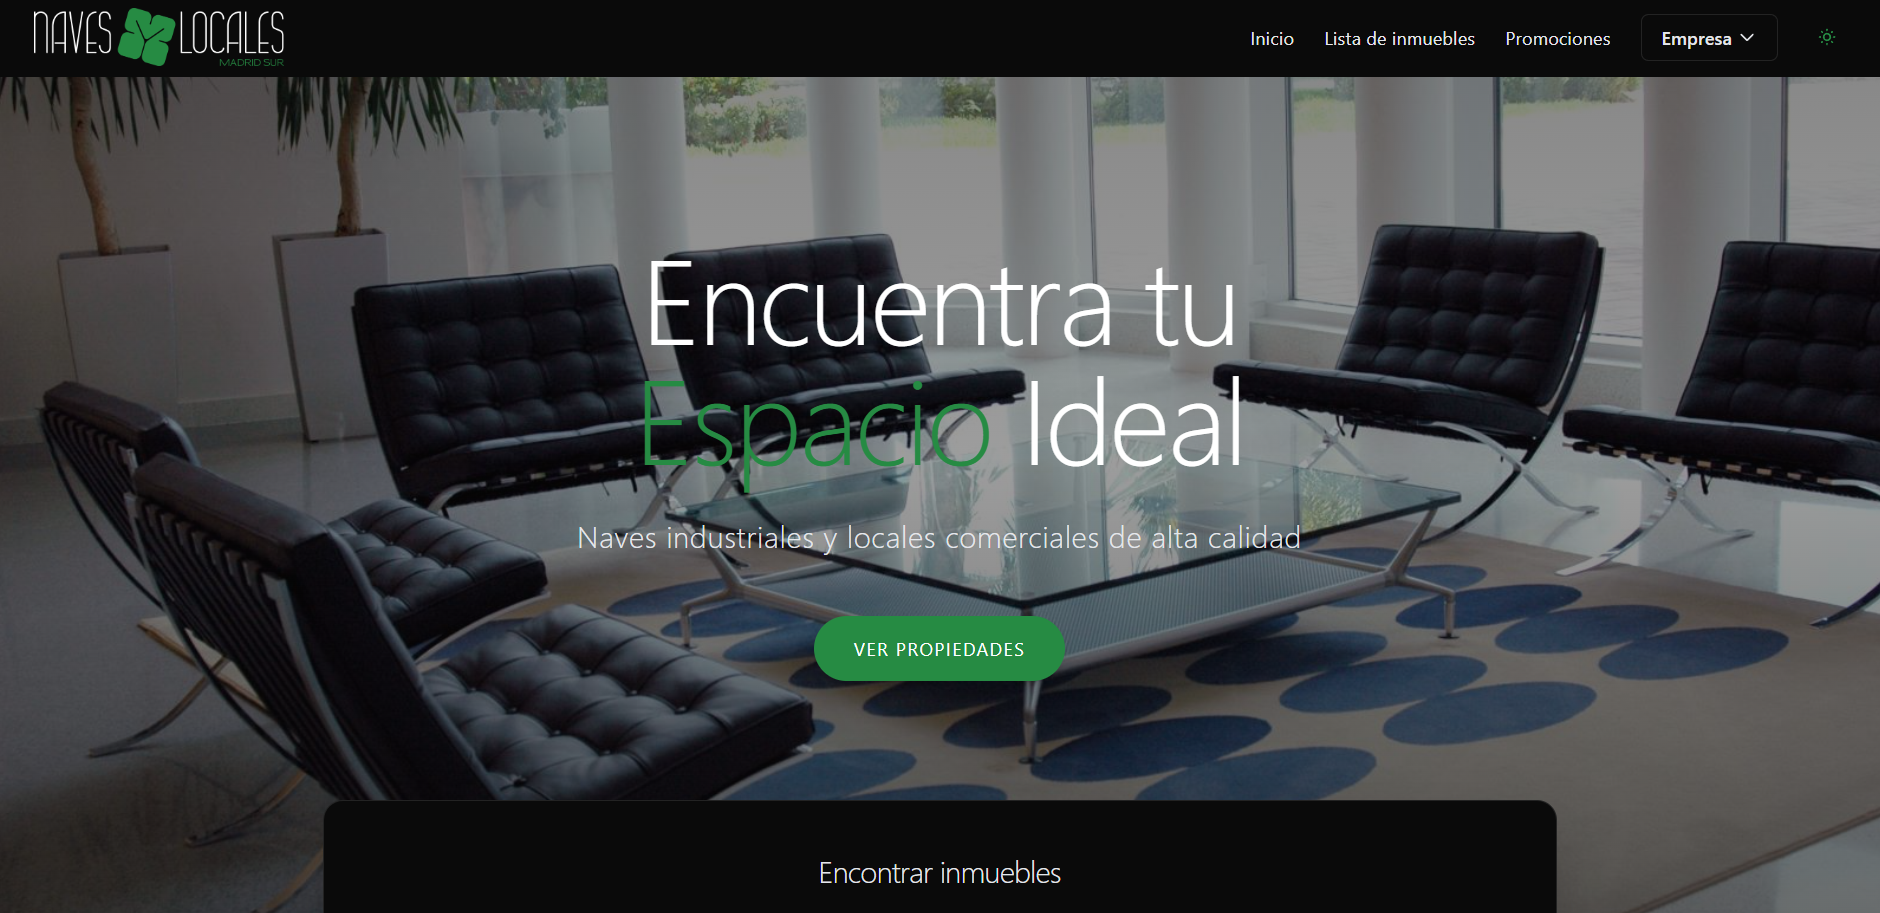 NAVES LOCALES
MADRID SUR
Inicio
Lista de inmuebles
Promociones
Empresa
Encuentra tu
Espacio Ideal
Naves industriales y locales comerciales de alta calidad
VER PROPIEDADES
Encontrar inmuebles